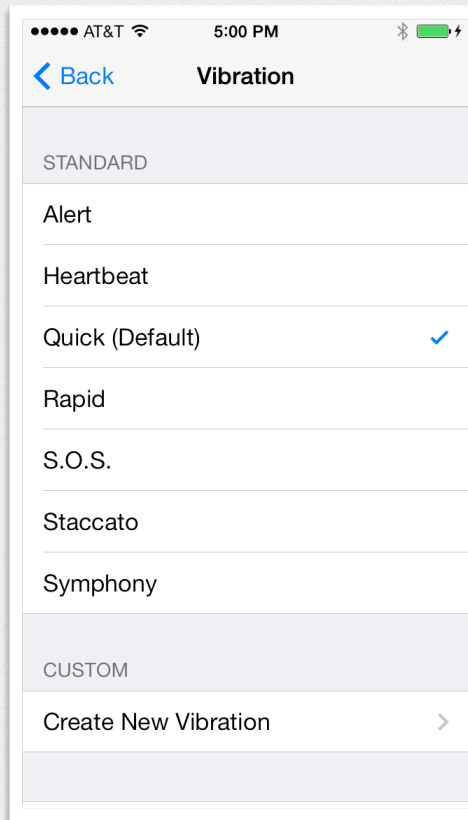 AT&T 5:00 PM
Back Vibration
STANDARD
Alert
Heartbeat
Quick (Default)
Rapid
S.O.S.
Staccato
Symphony
CUSTOM
Create New Vibration